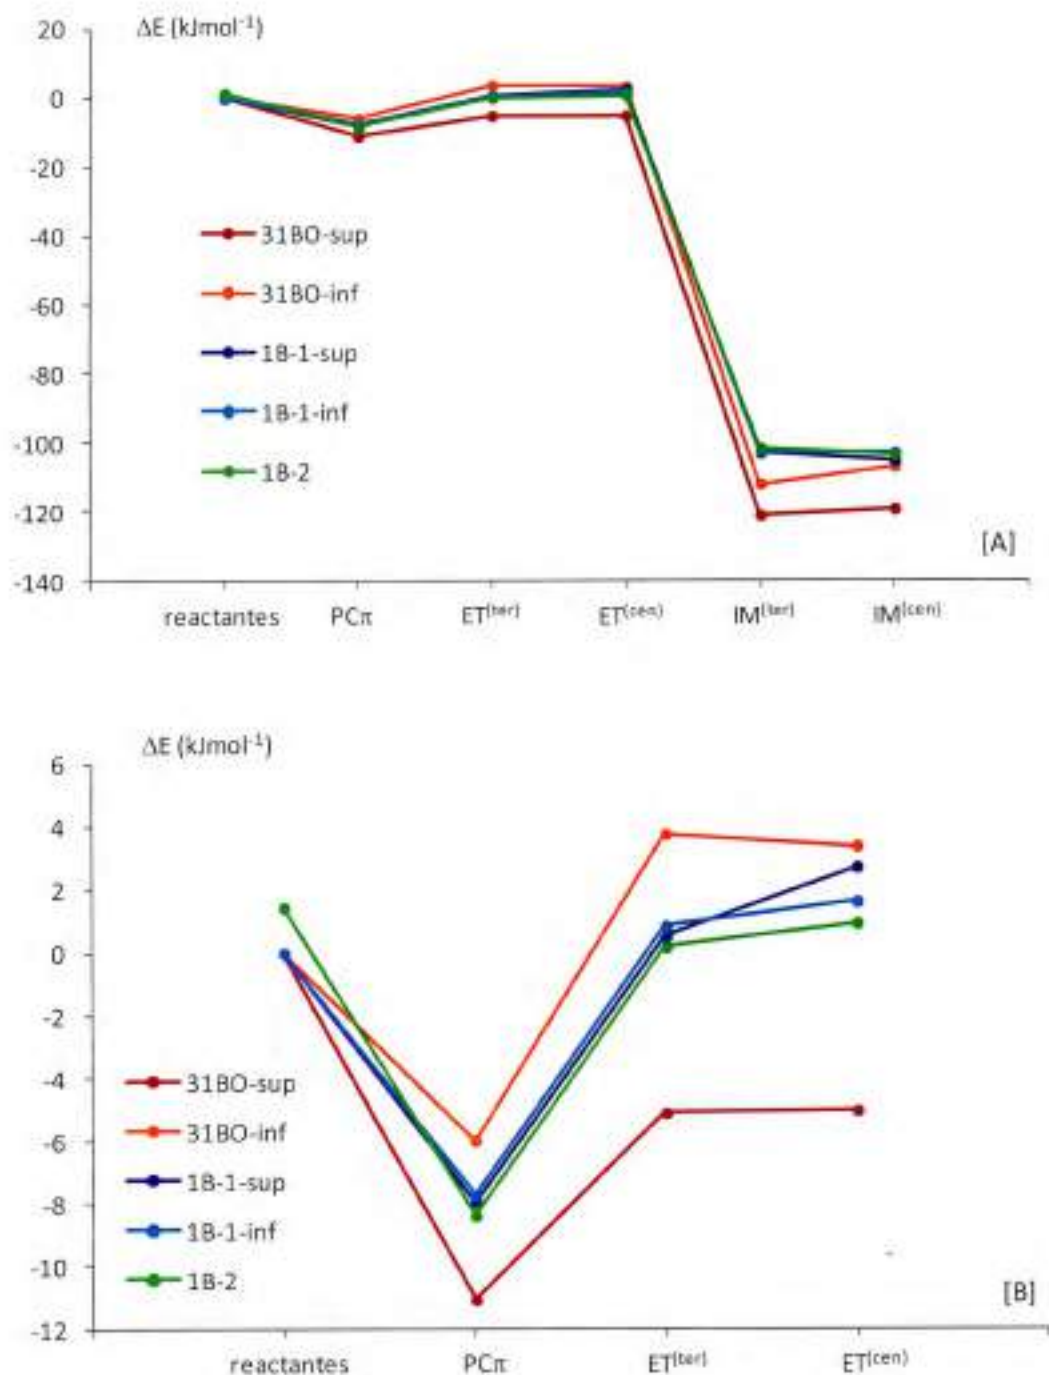 ΔE (kJmol⁻¹)
20
0
-20
-40
-60
-80
-100
-120
-140
31BO-sup
31BO-inf
1B-1-sup
1B-1-inf
1B-2
[A]
reactantes PCπ ET(ter) ET(cen) IM(ter) IM(cen)
ΔE (kJmol⁻¹)
6
4
2
0
-2
-4
-6
-8
-10
-12
31BO-sup
31BO-inf
1B-1-sup
1B-1-inf
1B-2
[B]
reactantes PCπ ET(ter) ET(cen)